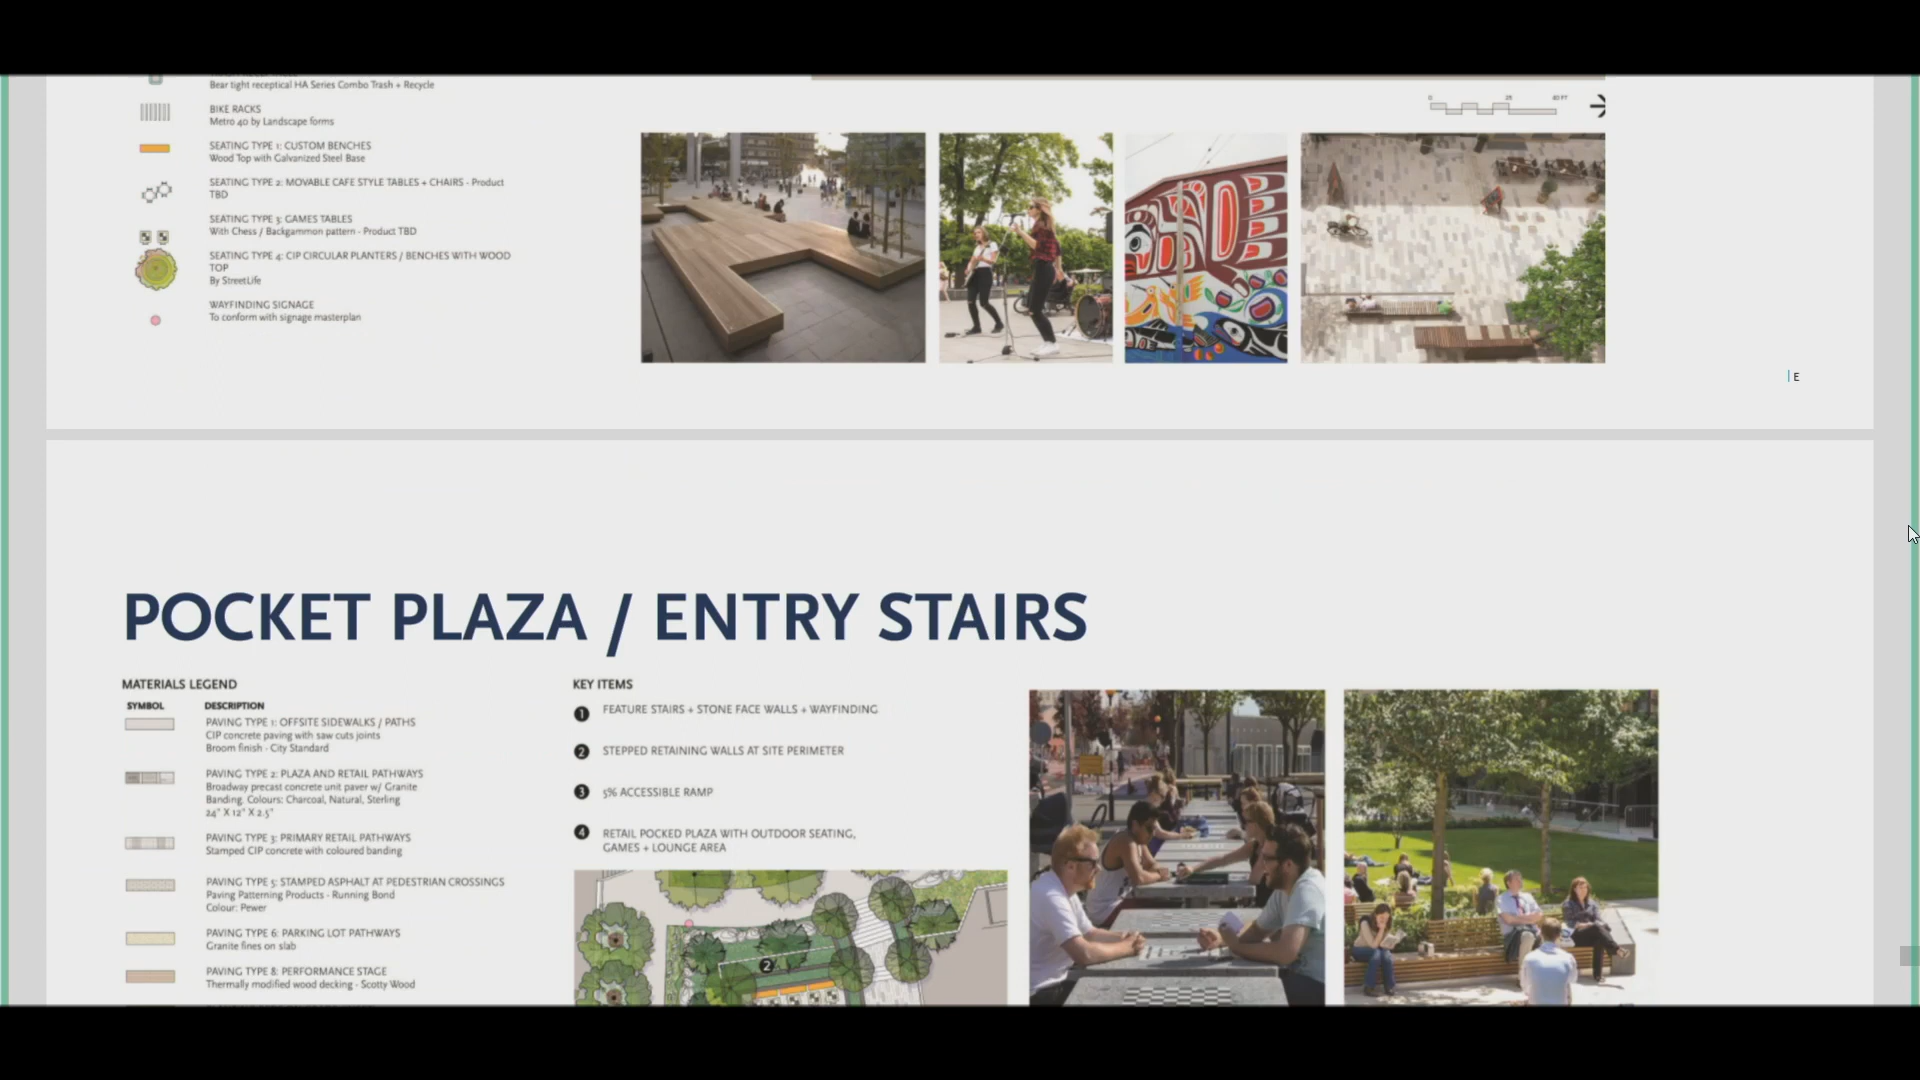 Bear tight receptical HA Series Combo Trash + Recycle
BIKE RACKS
Metro 40 by Landscape forms
SEATING TYPE 1: CUSTOM BENCHES
Wood Top with Galvanized Steel Base
SEATING TYPE 2: MOVABLE CAFE STYLE TABLES + CHAIRS - Product
TBD
SEATING TYPE 3: GAMES TABLES
With Chess / Backgammon pattern - Product TBD
SEATING TYPE 4: CIP CIRCULAR PLANTERS / BENCHES WITH WOOD
TOP
By StreetLife
WAYFINDING SIGNAGE
To conform with signage masterplan
| E
POCKET PLAZA / ENTRY STAIRS
MATERIALS LEGEND
SYMBOL DESCRIPTION
PAVING TYPE 1: OFFSITE SIDEWALKS / PATHS
CIP concrete paving with saw cuts joints
Broom finish - City Standard
PAVING TYPE 2: PLAZA AND RETAIL PATHWAYS
Broadway precast concrete unit paver w/ Granite
Banding. Colours: Charcoal, Natural, Sterling
24" X 12" X 2.5"
PAVING TYPE 3: PRIMARY RETAIL PATHWAYS
Stamped CIP concrete with coloured banding
PAVING TYPE 5: STAMPED ASPHALT AT PEDESTRIAN CROSSINGS
Paving Patterning Products - Running Bond
Colour: Pewer
PAVING TYPE 6: PARKING LOT PATHWAYS
Granite fines on slab
PAVING TYPE 8: PERFORMANCE STAGE
Thermally modified wood decking - Scotty Wood
KEY ITEMS
1 FEATURE STAIRS + STONE FACE WALLS + WAYFINDING
2 STEPPED RETAINING WALLS AT SITE PERIMETER
3 5% ACCESSIBLE RAMP
4 RETAIL POCKED PLAZA WITH OUTDOOR SEATING,
GAMES + LOUNGE AREA
2